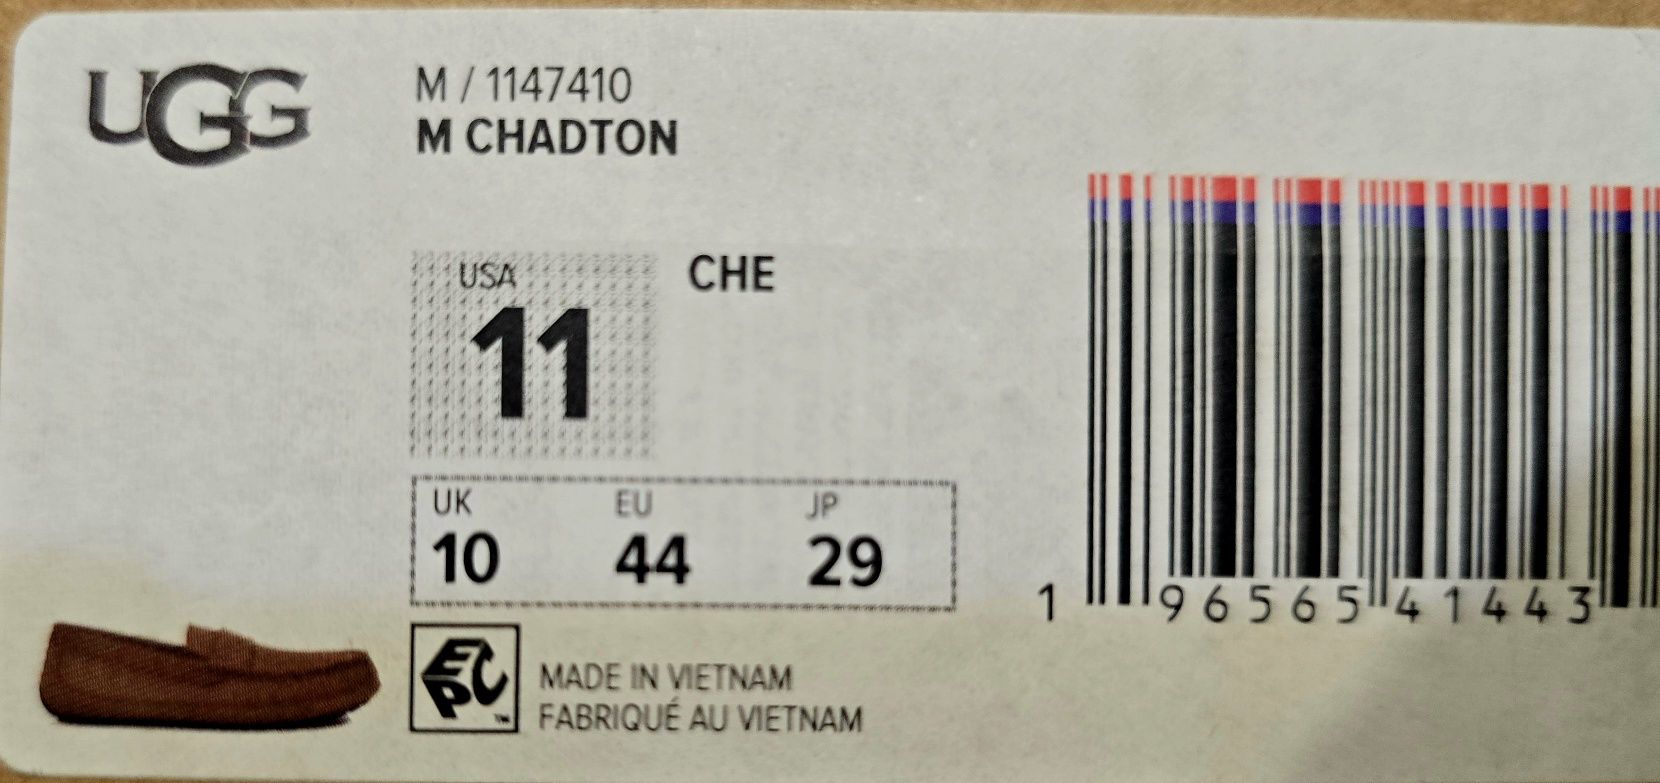 UGG
M / 1147410
M CHADTON
USA
11
CHE
UK EU JP
10 44 29
1 96565 41443
EPC™
MADE IN VIETNAM
FABRIQUÉ AU VIETNAM